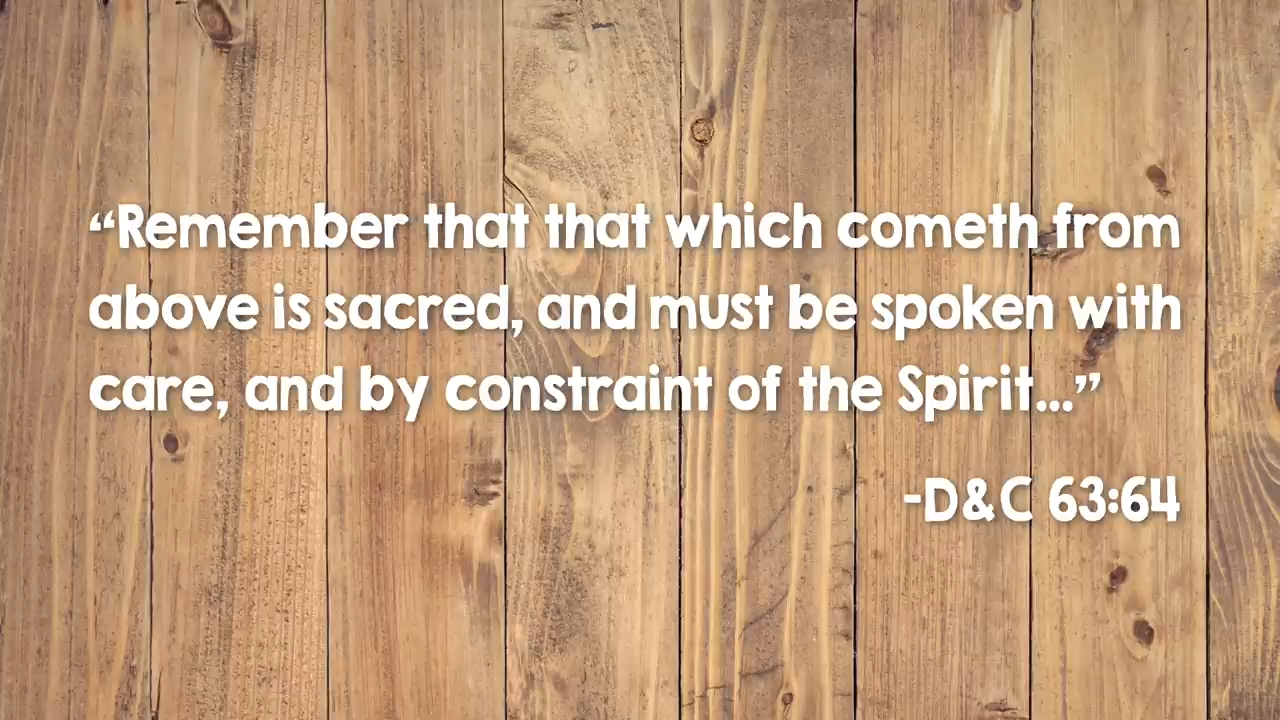 “Remember that that which cometh from
above is sacred, and must be spoken with
care, and by constraint of the Spirit...”
-D&C 63:64